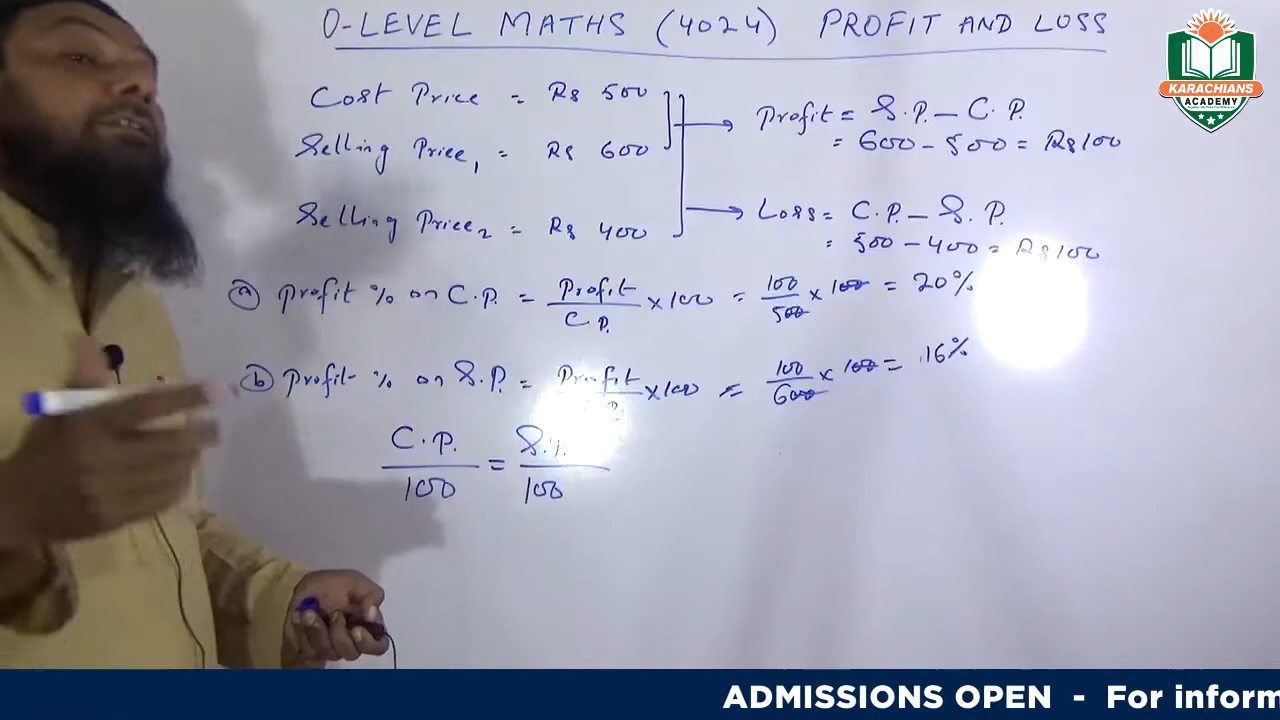 O-LEVEL MATHS (4024) PROFIT AND LOSS
KARACHIANS
ACADEMY
Cost Price = Rs 500
Selling Price1 = Rs 600
Selling Price2 = Rs 400
Profit = S.P. - C.P.
= 600 - 500 = Rs 100
Loss = C.P. - S.P.
= 500 - 400 = Rs 100
(a) Profit % on C.P. = Profit/C.P. × 100 = 100/500 × 100 = 20%
(b) Profit % on S.P. = Profit/ × 100 = 100/600 × 100 = 16%
C.P./100 = S./100
ADMISSIONS OPEN - For inform